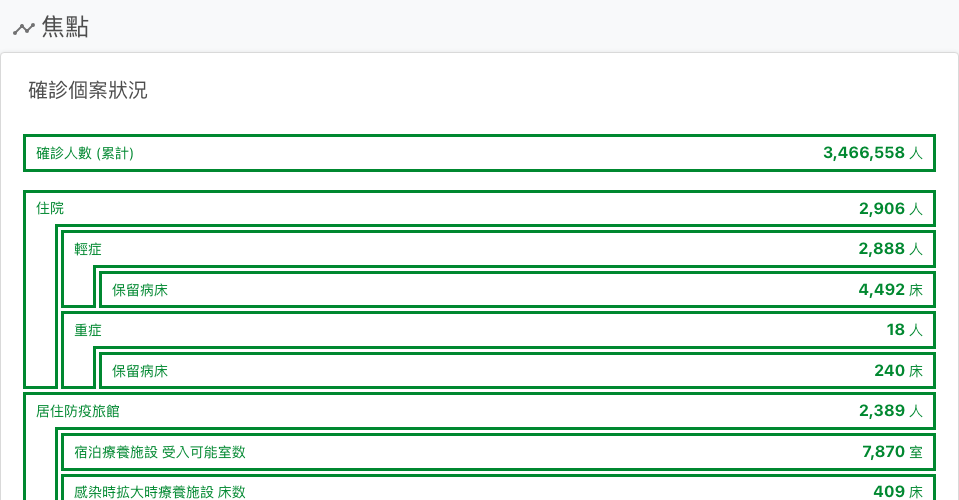 焦點
確診個案狀況
確診人數 (累計) 3,466,558 人
住院 2,906 人
輕症 2,888 人
保留病床 4,492 床
重症 18 人
保留病床 240 床
居住防疫旅館 2,389 人
宿泊療養施設 受入可能室数 7,870 室
感染時拡大時療養施設 床数 409 床